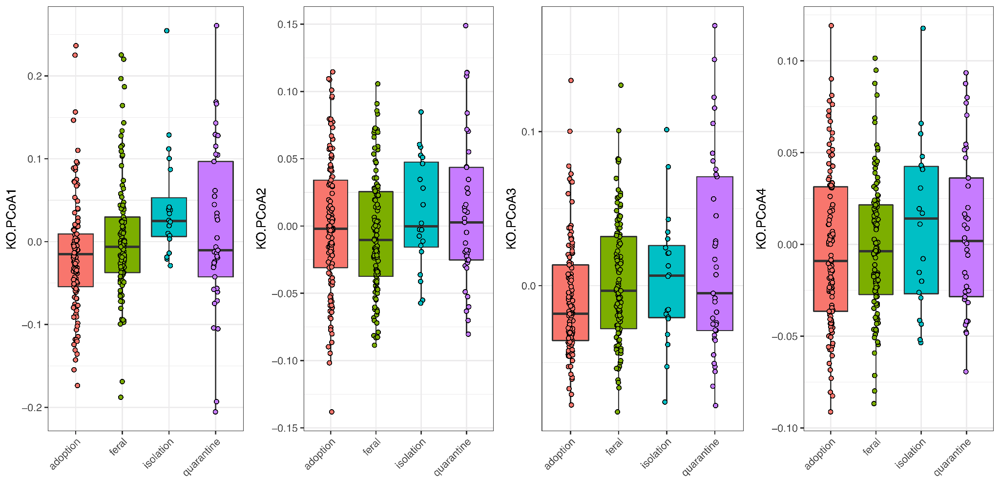 KO.PCoA1
0.2
0.1
0.0
−0.1
−0.2
adoption
feral
isolation
quarantine
KO.PCoA2
0.15
0.10
0.05
0.00
−0.05
−0.10
−0.15
adoption
feral
isolation
quarantine
KO.PCoA3
0.1
0.0
adoption
feral
isolation
quarantine
KO.PCoA4
0.10
0.05
0.00
−0.05
−0.10
adoption
feral
isolation
quarantine